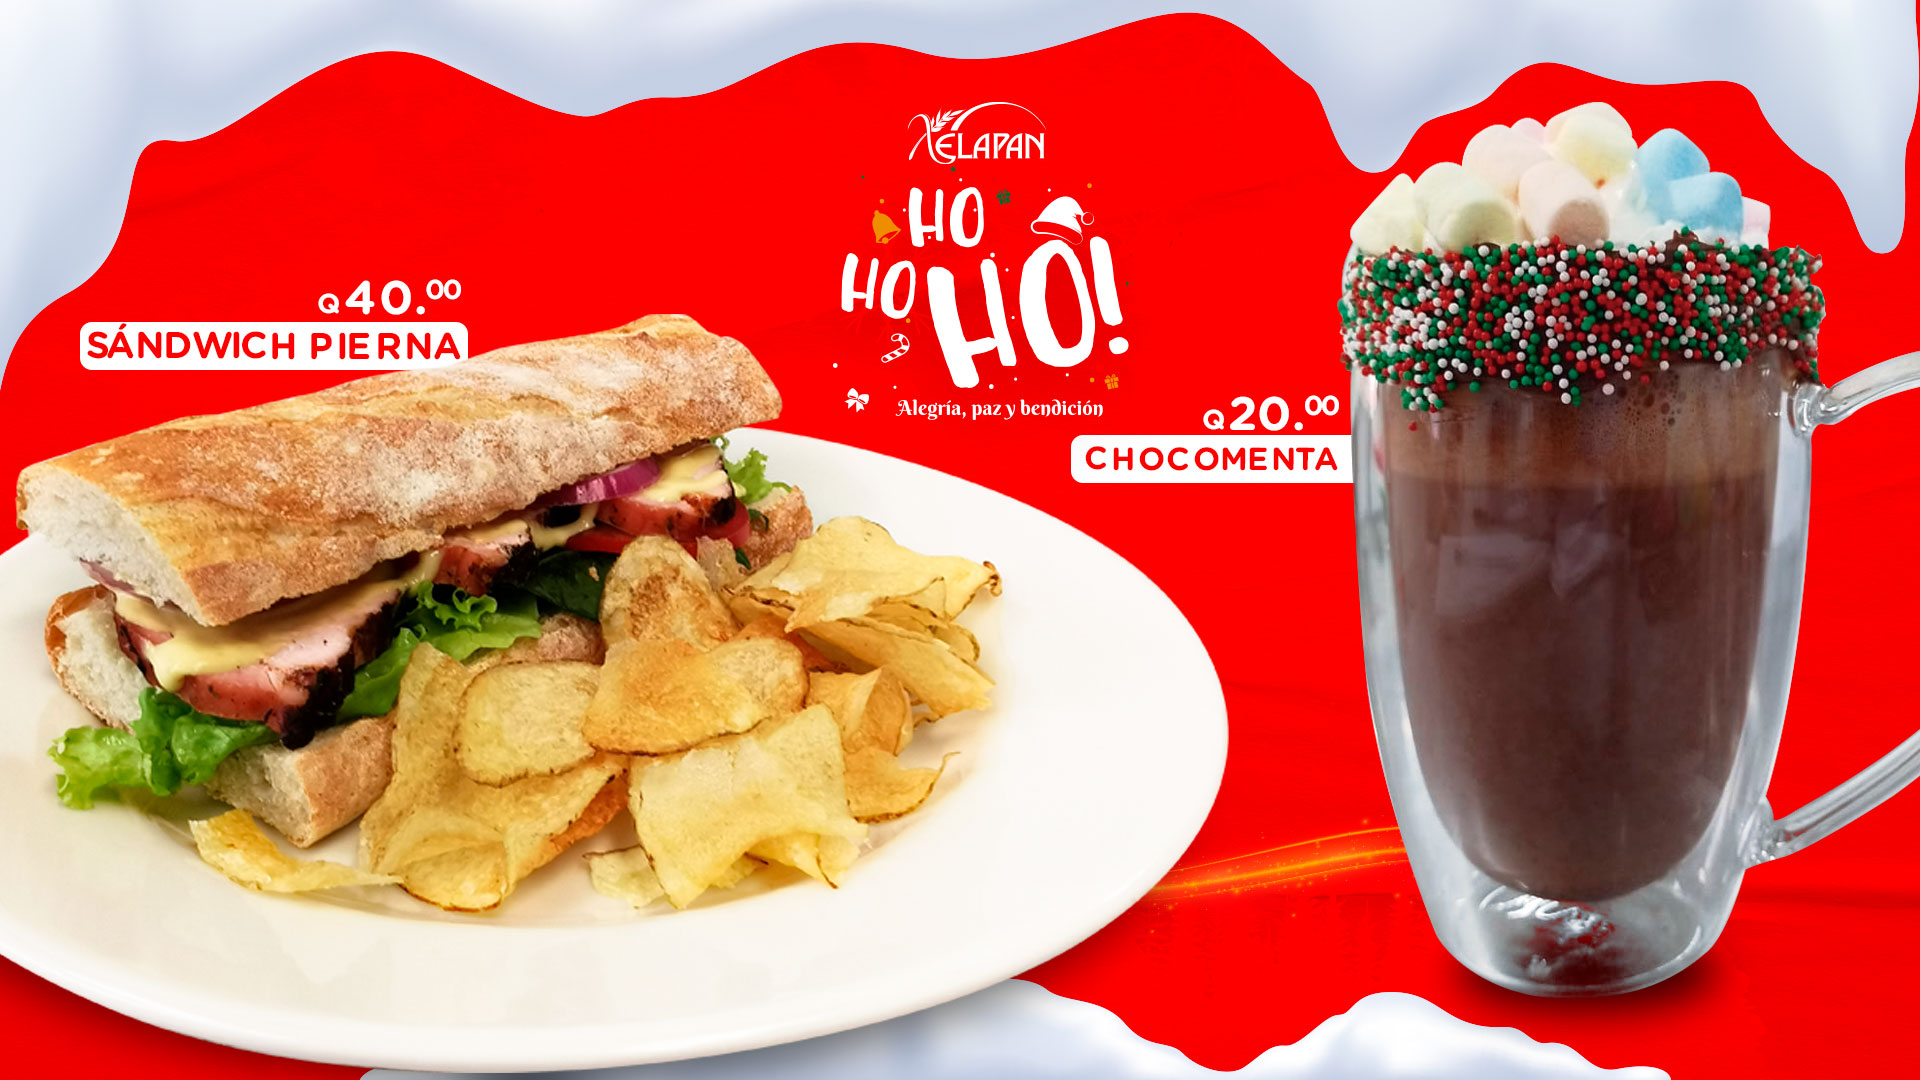 XELAPAN
HO
HO HO!
Alegría, paz y bendición
Q40.00
SÁNDWICH PIERNA
Q20.00
CHOCOMENTA